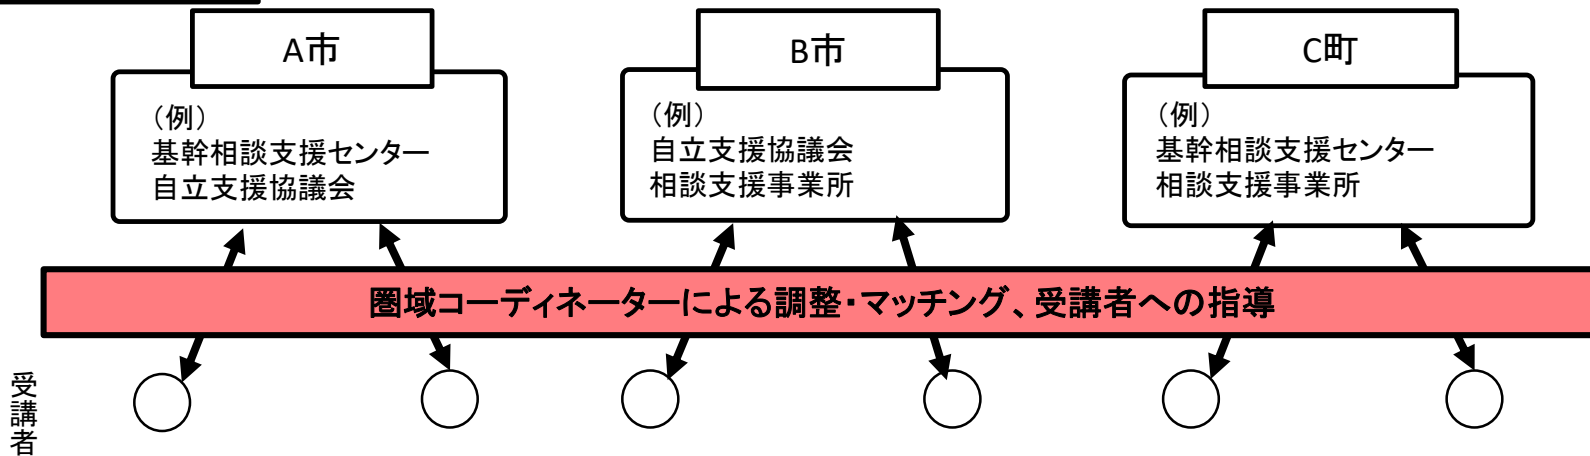 A市
(例)
基幹相談支援センター
自立支援協議会
B市
(例)
自立支援協議会
相談支援事業所
C町
(例)
基幹相談支援センター
相談支援事業所
圏域コーディネーターによる調整・マッチング、受講者への指導
受講者